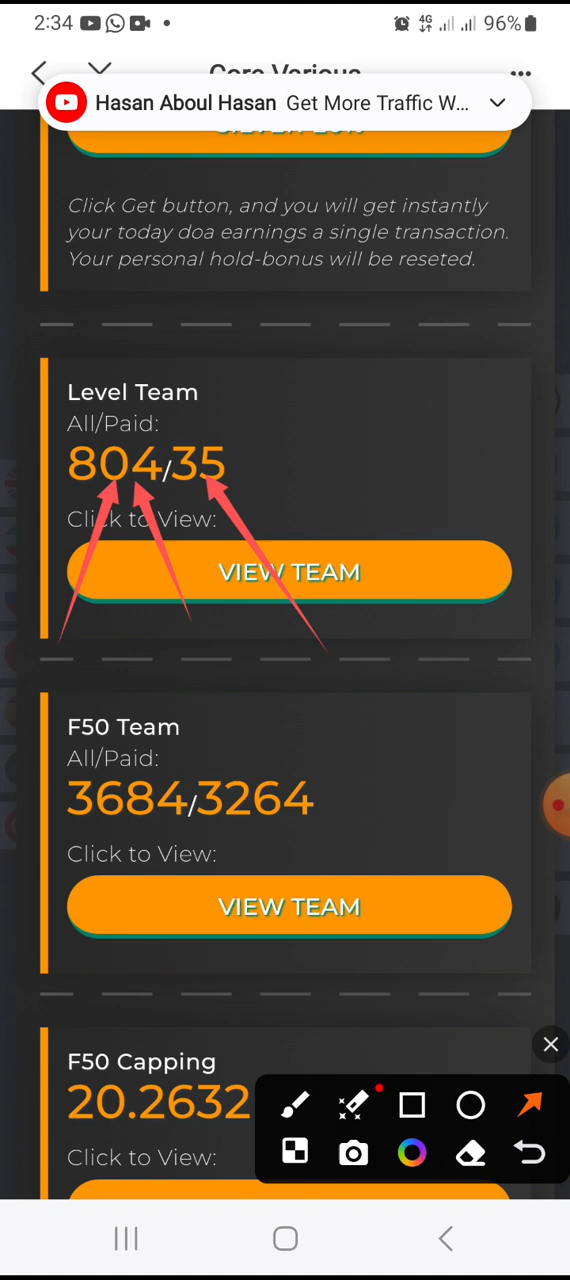 2:34 4G 96%
Core Various
Hasan Aboul Hasan Get More Traffic W...
Click Get button, and you will get instantly
your today doa earnings a single transaction.
Your personal hold-bonus will be reseted.
Level Team
All/Paid:
804/35
Click to View:
VIEW TEAM
F50 Team
All/Paid:
3684/3264
Click to View:
VIEW TEAM
F50 Capping
20.2632
Click to View: